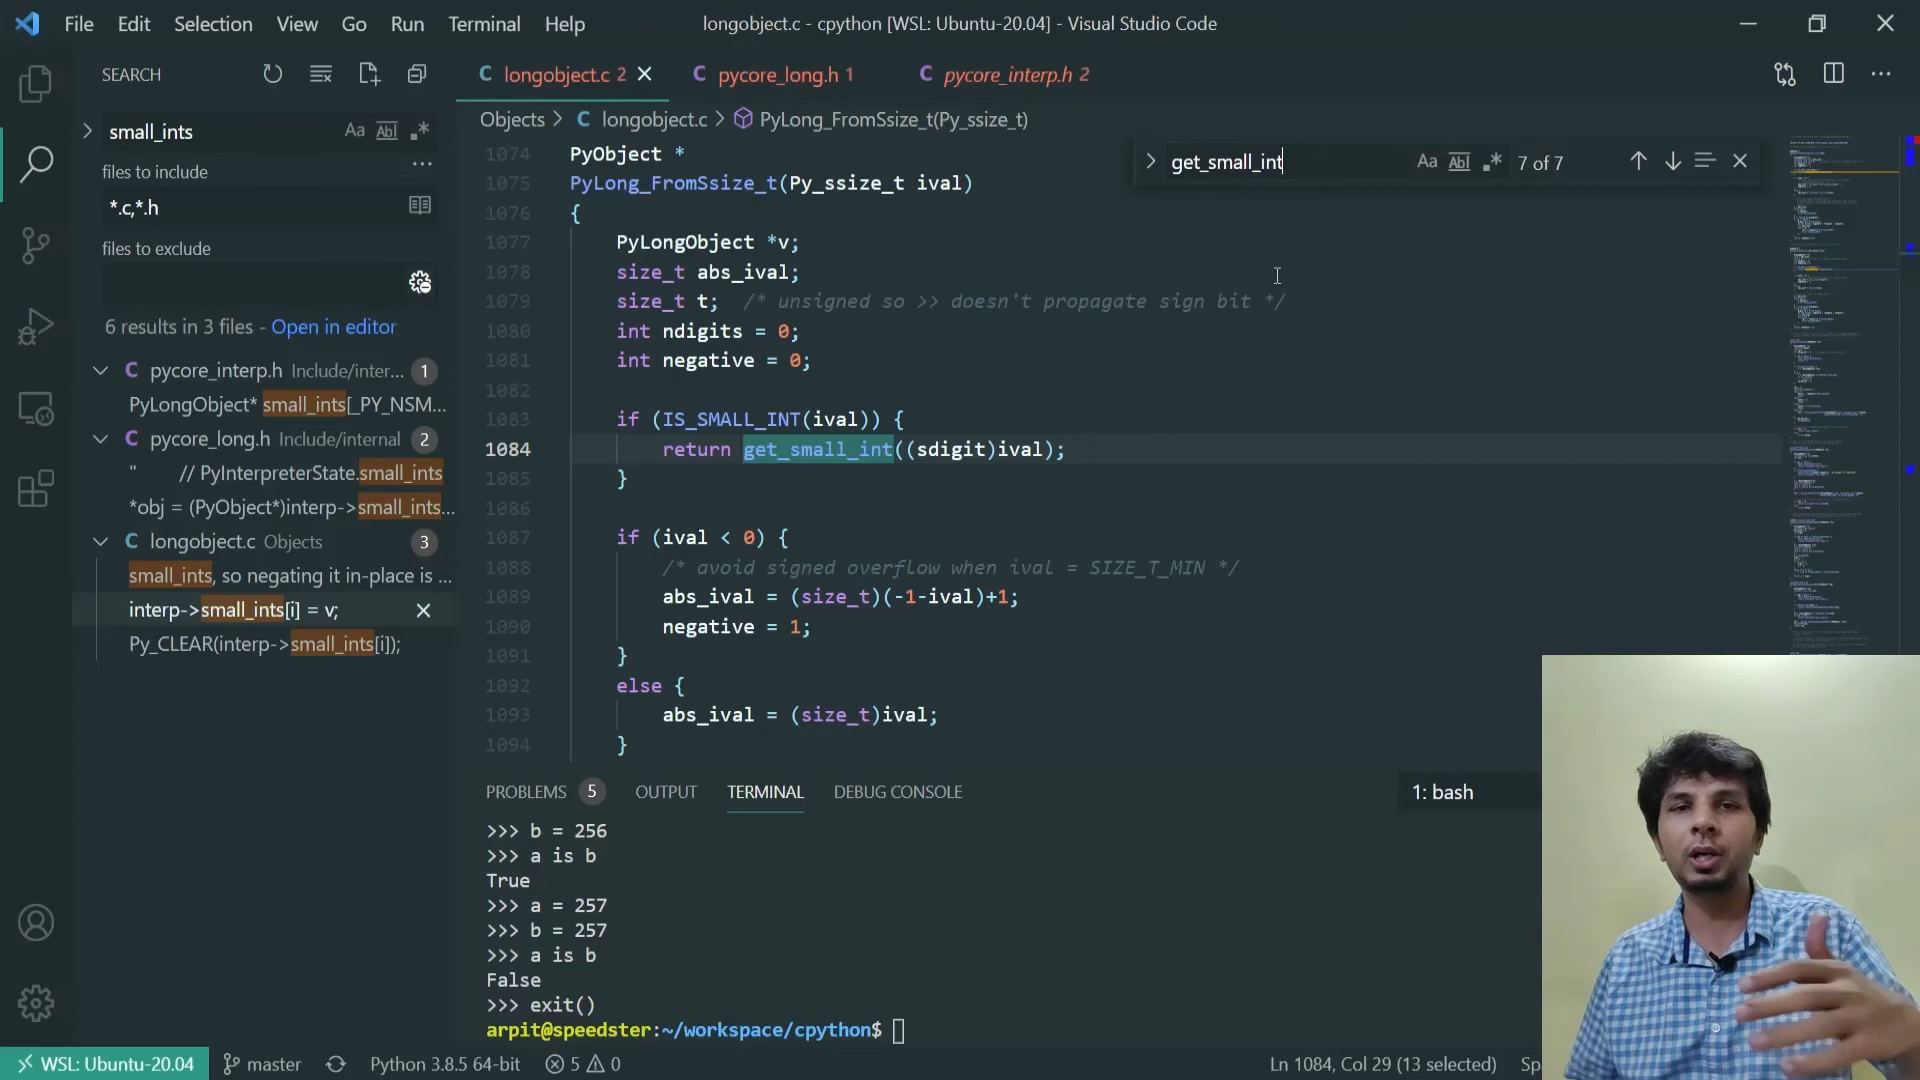 File Edit Selection View Go Run Terminal Help
longobject.c - cpython [WSL: Ubuntu-20.04] - Visual Studio Code
SEARCH
small_ints
Aa Abl .*
files to include
*.c,*.h
files to exclude
6 results in 3 files - Open in editor
C pycore_interp.h Include/inter... 1
PyLongObject* small_ints[_PY_NSM...
C pycore_long.h Include/internal 2
" // PyInterpreterState.small_ints
*obj = (PyObject*)interp->small_ints...
C longobject.c Objects 3
small_ints, so negating it in-place is ...
interp->small_ints[i] = v;
Py_CLEAR(interp->small_ints[i]);
C longobject.c 2
C pycore_long.h 1
C pycore_interp.h 2
Objects > C longobject.c > PyLong_FromSsize_t(Py_ssize_t)
get_small_int
Aa Abl .* 7 of 7
1074 PyObject *
1075 PyLong_FromSsize_t(Py_ssize_t ival)
1076 {
1077 PyLongObject *v;
1078 size_t abs_ival;
1079 size_t t; /* unsigned so >> doesn't propagate sign bit */
1080 int ndigits = 0;
1081 int negative = 0;
1082
1083 if (IS_SMALL_INT(ival)) {
1084 return get_small_int((sdigit)ival);
1085 }
1086
1087 if (ival < 0) {
1088 /* avoid signed overflow when ival = SIZE_T_MIN */
1089 abs_ival = (size_t)(-1-ival)+1;
1090 negative = 1;
1091 }
1092 else {
1093 abs_ival = (size_t)ival;
1094 }
PROBLEMS 5 OUTPUT TERMINAL DEBUG CONSOLE
1: bash
>>> b = 256
>>> a is b
True
>>> a = 257
>>> b = 257
>>> a is b
False
>>> exit()
arpit@speedster:~/workspace/cpython$
WSL: Ubuntu-20.04 master Python 3.8.5 64-bit 5 0
Ln 1084, Col 29 (13 selected) Sp